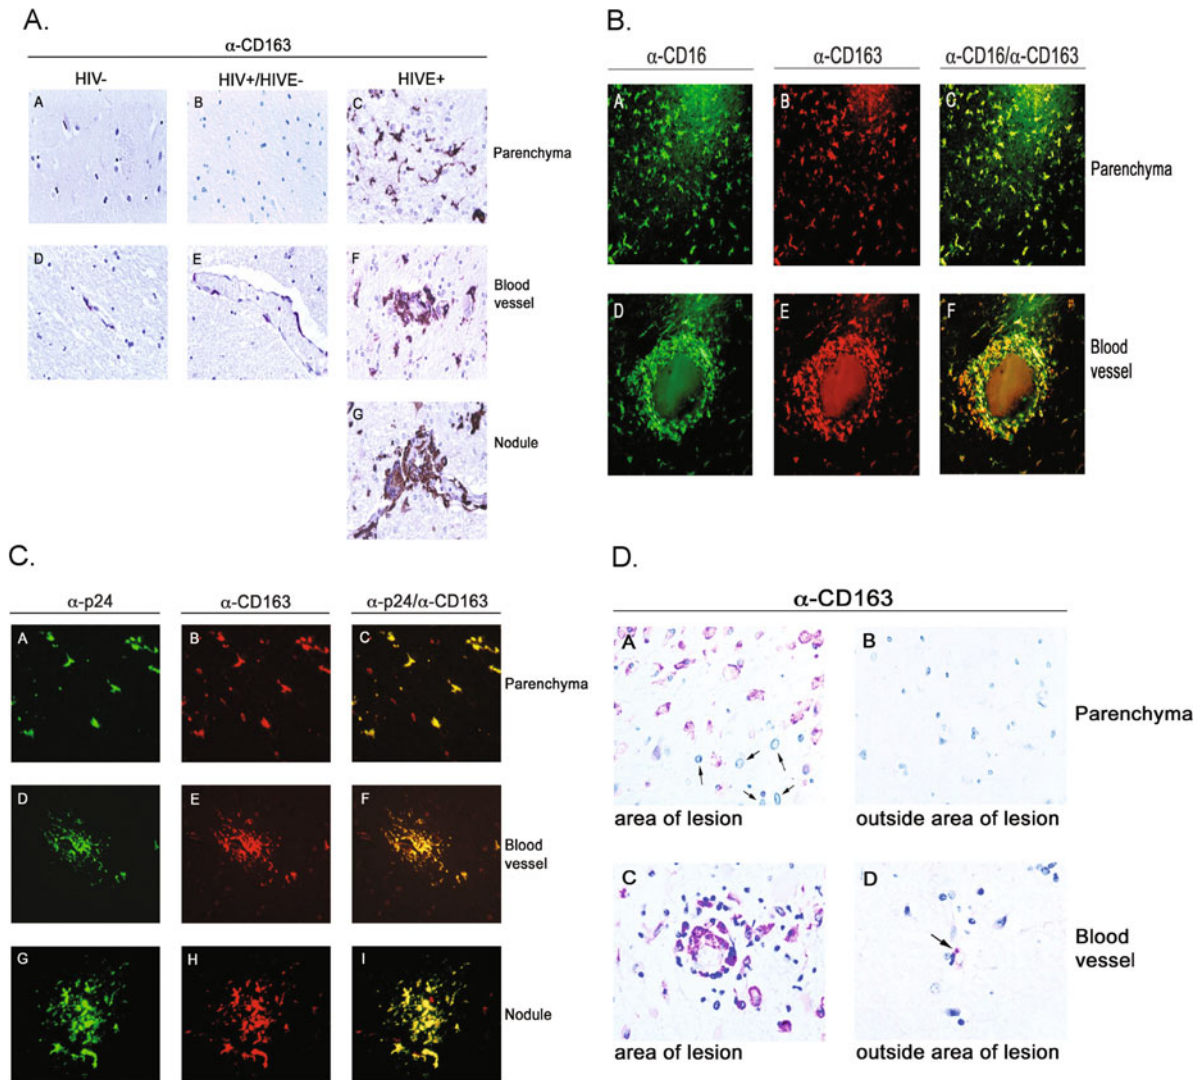 A.
α-CD163
HIV- HIV+/HIVE- HIVE+
A B C
Parenchyma
D E F
Blood
vessel
G
Nodule
B.
α-CD16 α-CD163 α-CD16/α-CD163
A B C
Parenchyma
D E F
Blood
vessel
C.
α-p24 α-CD163 α-p24/α-CD163
A B C
Parenchyma
D E F
Blood
vessel
G H I
Nodule
D.
α-CD163
A B
Parenchyma
area of lesion outside area of lesion
C D
Blood
vessel
area of lesion outside area of lesion